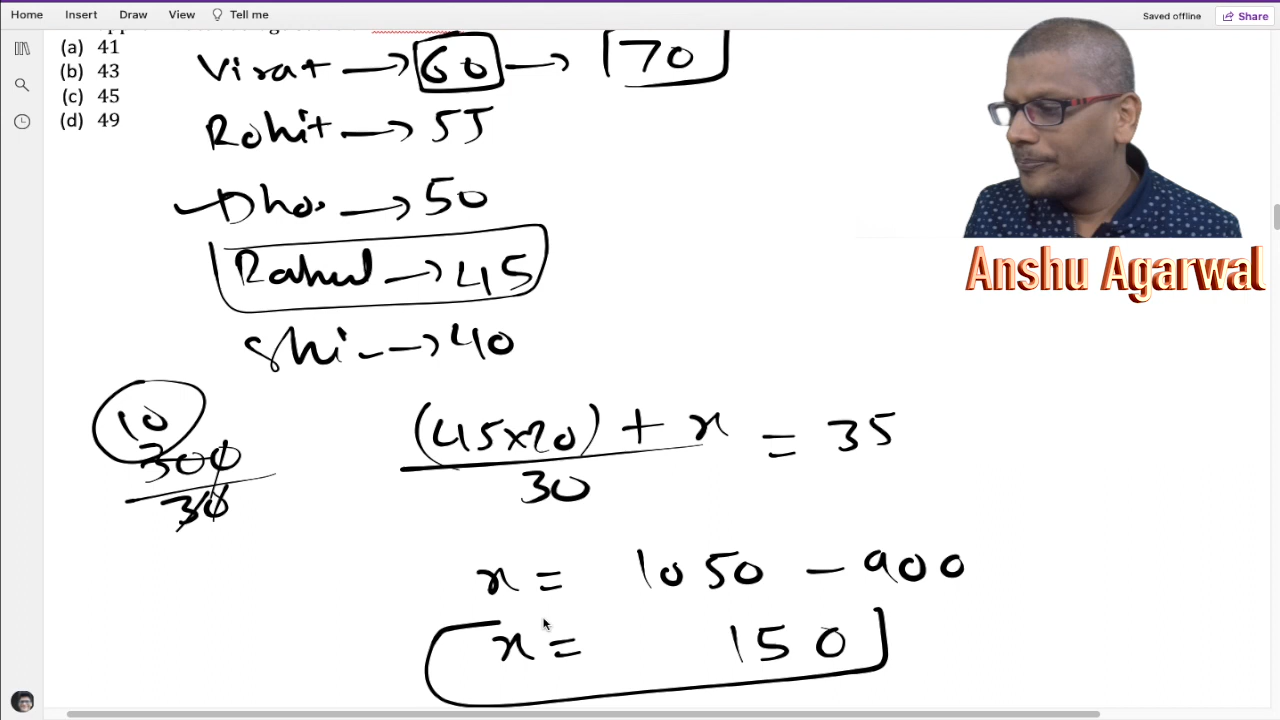 Home Insert Draw View Tell me Saved offline Share
(a) 41
(b) 43
(c) 45
(d) 49
Virat → 60 → 70
Rohit → 55
Dho. → 50
Rahul → 45
Shi. → 40
Anshu Agarwal
10
300
30
(45×20) + x = 35
30
x = 1050 - 900
x = 150